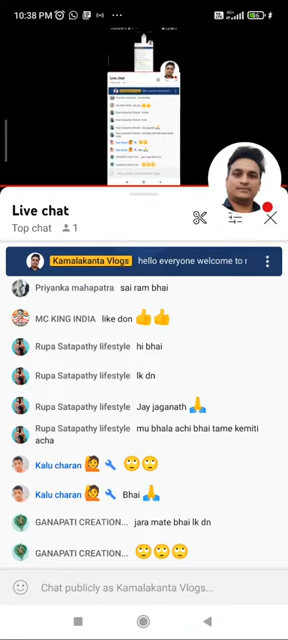 10:38 PM
Live chat
Top chat 1
Kamalakanta Vlogs hello everyone welcome to
Priyanka mahapatra sai ram bhai
MC KING INDIA like don 👍👍
Rupa Satapathy lifestyle hi bhai
Rupa Satapathy lifestyle lk dn
Rupa Satapathy lifestyle Jay jaganath 🙏
Rupa Satapathy lifestyle mu bhala achi bhai tame kemiti
acha
Kalu charan 🙋 🔧 🙄🙄
Kalu charan 🙋 🔧 Bhai 🙏
GANAPATI CREATION... jara mate bhai lk dn
GANAPATI CREATION... 🙄🙄🙄
Chat publicly as Kamalakanta Vlogs...